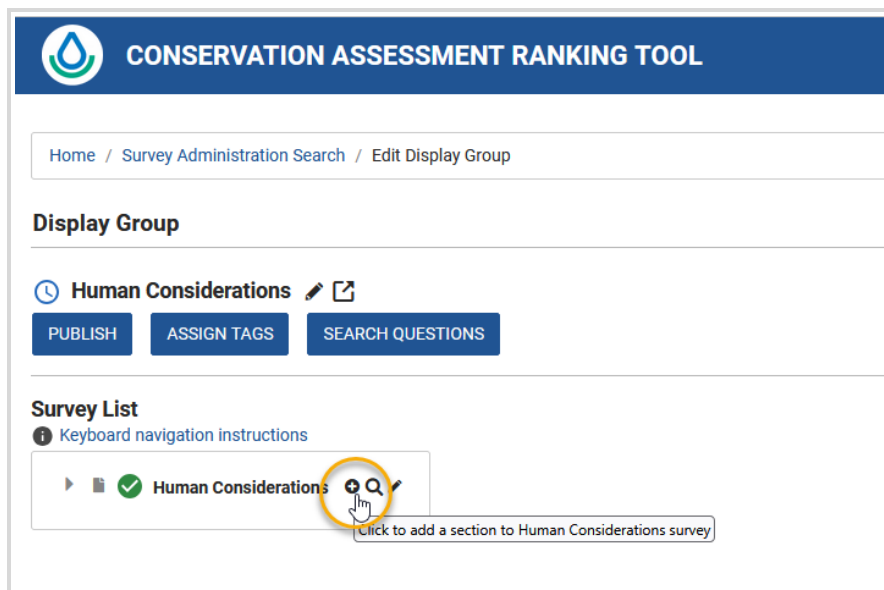 CONSERVATION ASSESSMENT RANKING TOOL
Home / Survey Administration Search / Edit Display Group
Display Group
Human Considerations
PUBLISH ASSIGN TAGS SEARCH QUESTIONS
Survey List
Keyboard navigation instructions
Human Considerations
Click to add a section to Human Considerations survey